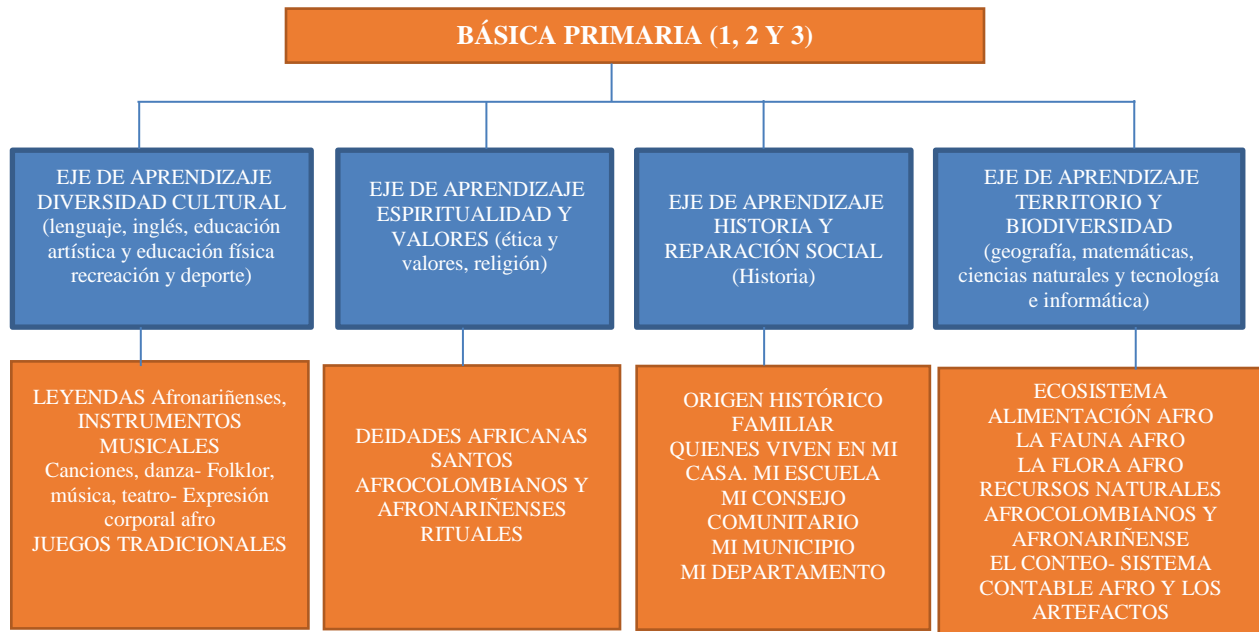 BÁSICA PRIMARIA (1, 2 Y 3)
EJE DE APRENDIZAJE
DIVERSIDAD CULTURAL
(lenguaje, inglés, educación
artística y educación física
recreación y deporte)
EJE DE APRENDIZAJE
ESPIRITUALIDAD Y
VALORES (ética y
valores, religión)
EJE DE APRENDIZAJE
HISTORIA Y
REPARACIÓN SOCIAL
(Historia)
EJE DE APRENDIZAJE
TERRITORIO Y
BIODIVERSIDAD
(geografía, matemáticas,
ciencias naturales y tecnología
e informática)
LEYENDAS Afronariñenses,
INSTRUMENTOS
MUSICALES
Canciones, danza- Folklor,
música, teatro- Expresión
corporal afro
JUEGOS TRADICIONALES
DEIDADES AFRICANAS
SANTOS
AFROCOLOMBIANOS Y
AFRONARIÑENSES
RITUALES
ORIGEN HISTÓRICO
FAMILIAR
QUIENES VIVEN EN MI
CASA. MI ESCUELA
MI CONSEJO
COMUNITARIO
MI MUNICIPIO
MI DEPARTAMENTO
ECOSISTEMA
ALIMENTACIÓN AFRO
LA FAUNA AFRO
LA FLORA AFRO
RECURSOS NATURALES
AFROCOLOMBIANOS Y
AFRONARIÑENSE
EL CONTEO- SISTEMA
CONTABLE AFRO Y LOS
ARTEFACTOS